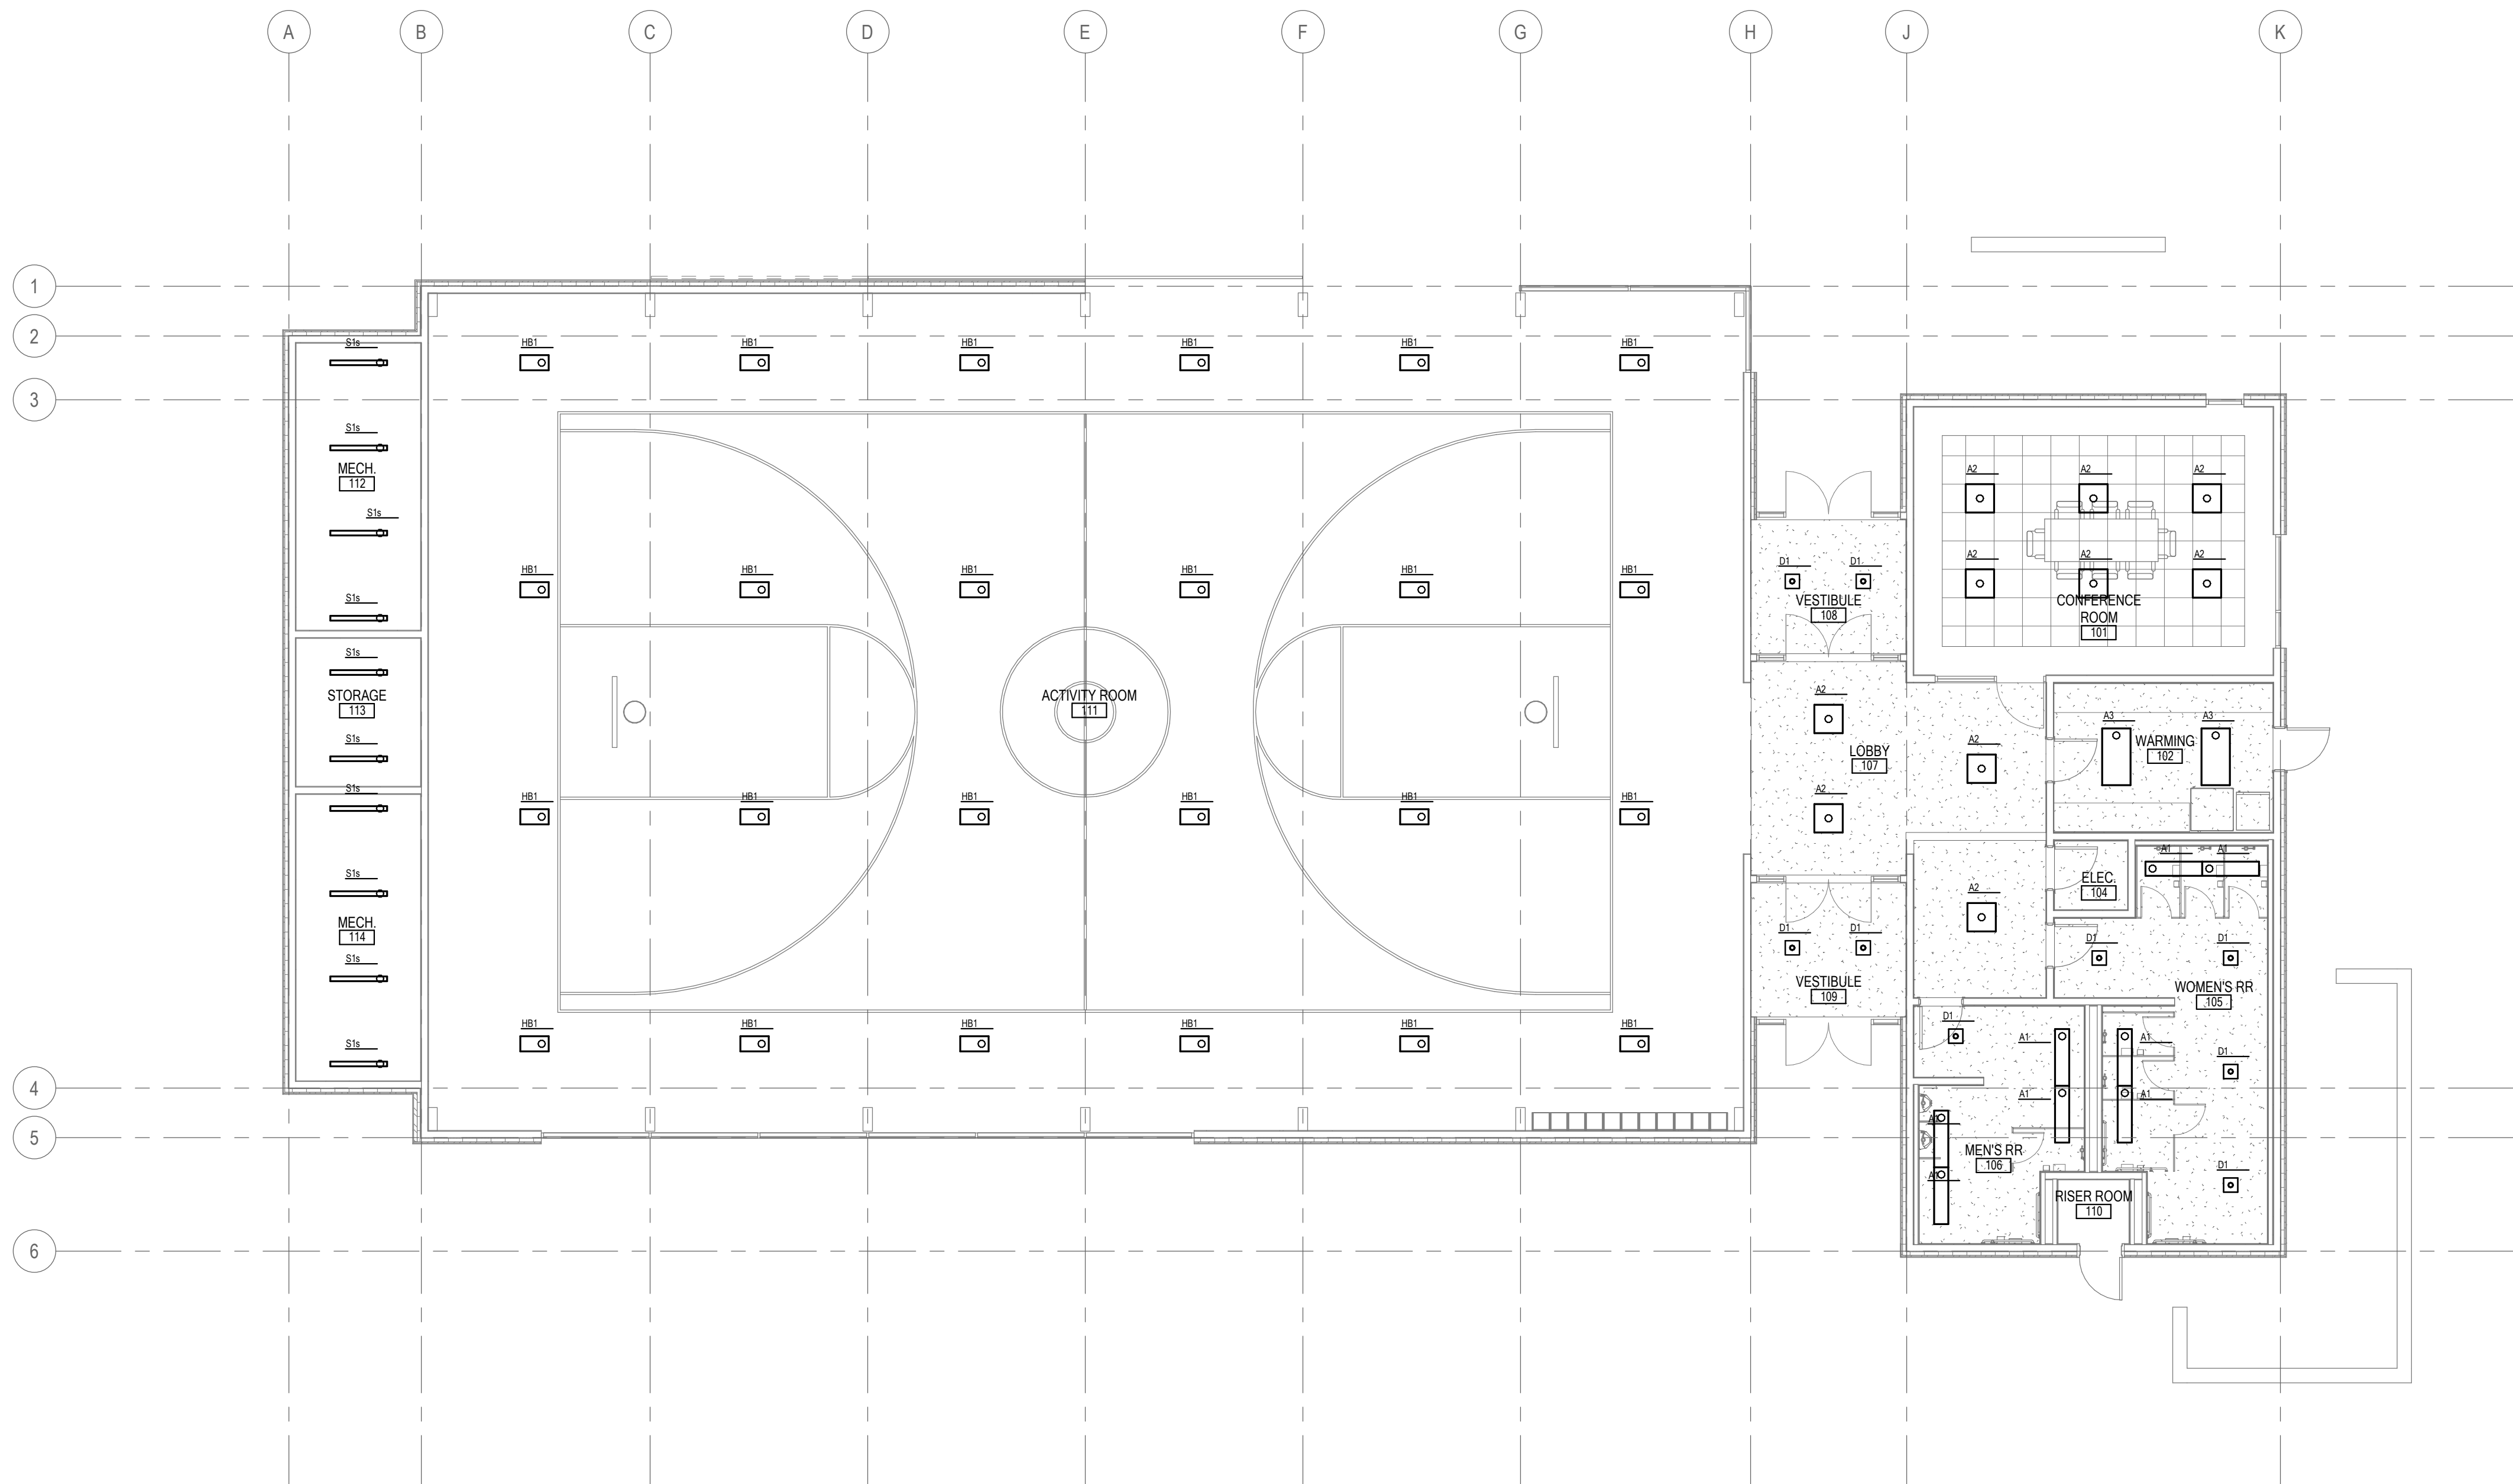 A B C D E F G H J K
1
2
S1s HB1 HB1 HB1 HB1 HB1 HB1
3
S1s
MECH.
112
A2 A2 A2
S1s
D1 D1
A2 A2 A2
HB1 HB1 HB1 HB1 HB1 HB1
S1s
VESTIBULE
108
CONFERENCE
ROOM
101
S1s
STORAGE
113
ACTIVITY ROOM
111
A2
A3 A3
S1s
LOBBY
107
A2
WARMING
102
S1s
HB1 HB1 HB1 HB1 HB1 HB1
A2
A1 A1
S1s
ELEC.
104
A2
MECH.
114
D1 D1
D1 D1
S1s
VESTIBULE
109
WOMEN'S RR
105
HB1 HB1 HB1 HB1 HB1 HB1
D1
A1 A1
S1s
D1
4
A1 A1
A1
5
MEN'S RR
106
A1
D1
RISER ROOM
110
6